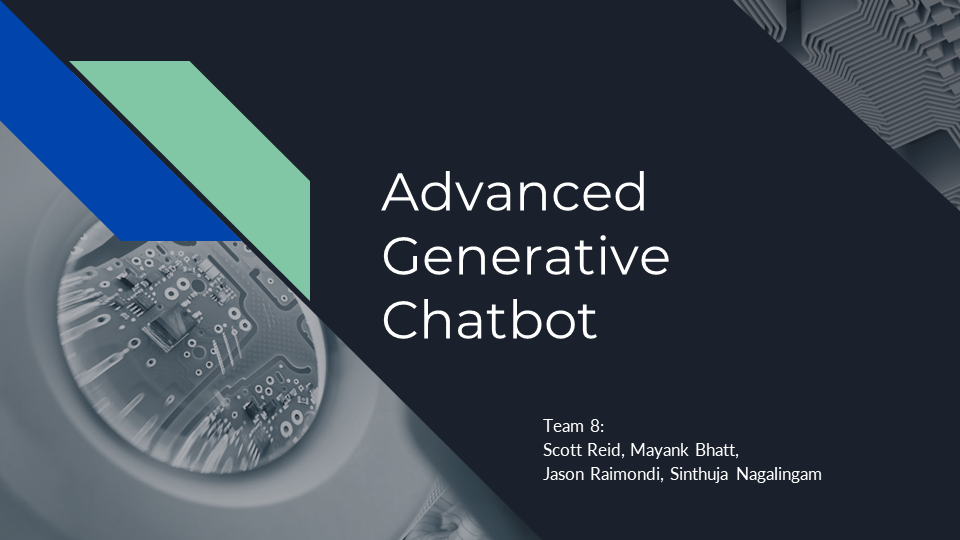 Advanced
Generative
Chatbot
Team 8:
Scott Reid, Mayank Bhatt,
Jason Raimondi, Sinthuja Nagalingam